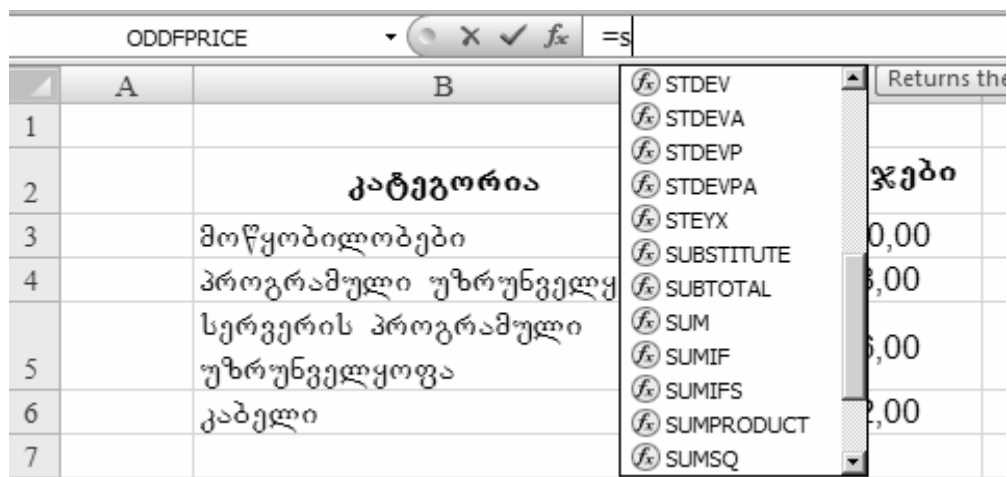 ODDFPRICE =s
A B
1
2 კატეგორია ჯები
3 მოწყობილობები 0,00
4 პროგრამული უზრუნველყ ,00
სერვერის პროგრამული
5 უზრუნველყოფა ,00
6 კაბელი ,00
7
STDEV
STDEVA
STDEVP
STDEVPA
STEYX
SUBSTITUTE
SUBTOTAL
SUM
SUMIF
SUMIFS
SUMPRODUCT
SUMSQ
Returns the